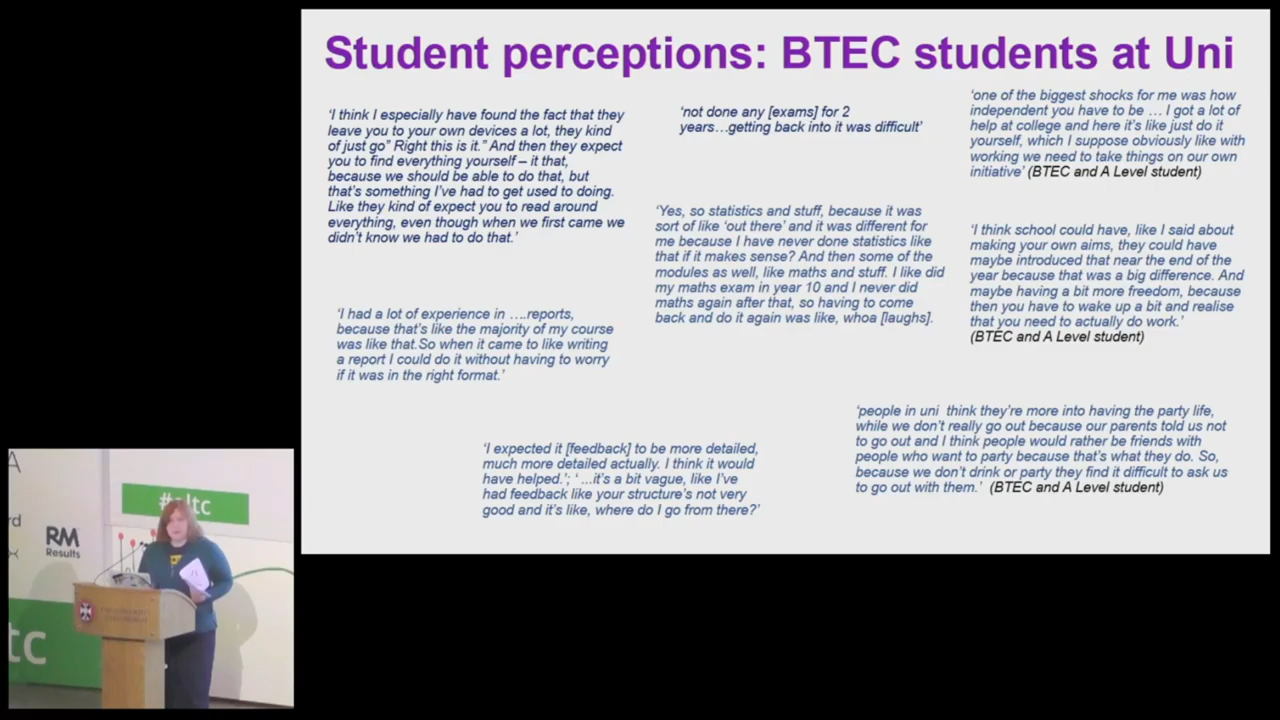 Student perceptions: BTEC students at Uni
‘I think I especially have found the fact that they
leave you to your own devices a lot, they kind
of just go” Right this is it.” And then they expect
you to find everything yourself – it that,
because we should be able to do that, but
that’s something I’ve had to get used to doing.
Like they kind of expect you to read around
everything, even though when we first came we
didn’t know we had to do that.’
‘not done any [exams] for 2
years…getting back into it was difficult’
‘one of the biggest shocks for me was how
independent you have to be … I got a lot of
help at college and here it’s like just do it
yourself, which I suppose obviously like with
working we need to take things on our own
initiative’ (BTEC and A Level student)
‘Yes, so statistics and stuff, because it was
sort of like ‘out there’ and it was different for
me because I have never done statistics like
that if it makes sense? And then some of the
modules as well, like maths and stuff. I like did
my maths exam in year 10 and I never did
maths again after that, so having to come
back and do it again was like, whoa [laughs].
‘I think school could have, like I said about
making your own aims, they could have
maybe introduced that near the end of the
year because that was a big difference. And
maybe having a bit more freedom, because
then you have to wake up a bit and realise
that you need to actually do work.’
(BTEC and A Level student)
‘I had a lot of experience in ….reports,
because that’s like the majority of my course
was like that.So when it came to like writing
a report I could do it without having to worry
if it was in the right format.’
‘I expected it [feedback] to be more detailed,
much more detailed actually. I think it would
have helped.’; ‘ …it’s a bit vague, like I’ve
had feedback like your structure’s not very
good and it’s like, where do I go from there?’
‘people in uni  think they’re more into having the party life,
while we don’t really go out because our parents told us not
to go out and I think people would rather be friends with
people who want to party because that’s what they do. So,
because we don’t drink or party they find it difficult to ask us
to go out with them.’  (BTEC and A Level student)
RM
Results
tc